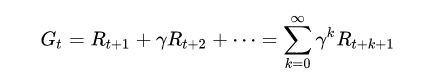 $G_t = R_{t+1} + \gamma R_{t+2} + \cdots = \sum_{k=0}^{\infty} \gamma^k R_{t+k+1}$